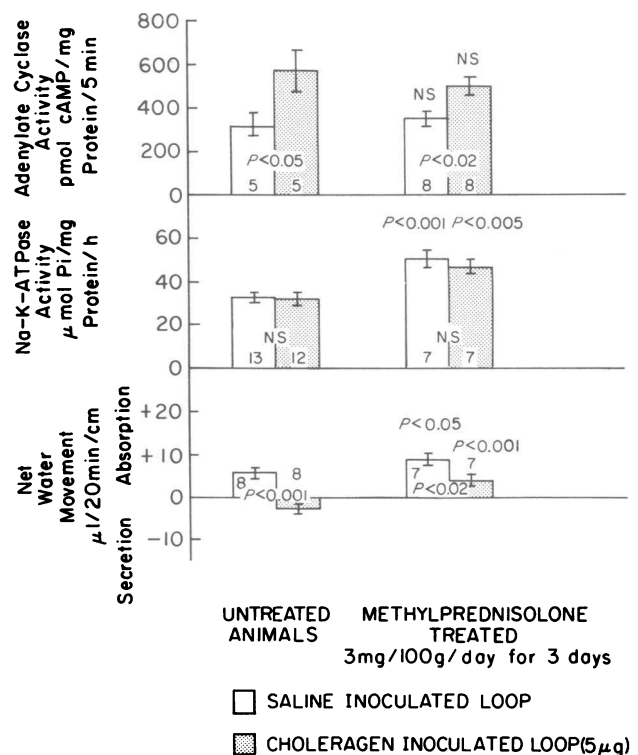 Adenylate Cyclase
Activity
pmol cAMP/mg
Protein/5 min
800
600
400
200
0
NS
NS
P<0.05
P<0.02
5
5
8
8
Na-K-ATPase
Activity
μmol Pi/mg
Protein/h
60
40
20
0
P<0.001 P<0.005
NS
NS
13
12
7
7
Net
Water
Movement
μl/20min/cm
Secretion
Absorption
+20
+10
0
-10
P<0.05
P<0.001
8
8
7
7
P<0.001
P<0.02
UNTREATED
ANIMALS
METHYLPREDNISOLONE
TREATED
3mg/100g/day for 3 days
SALINE INOCULATED LOOP
CHOLERAGEN INOCULATED LOOP(5μg)